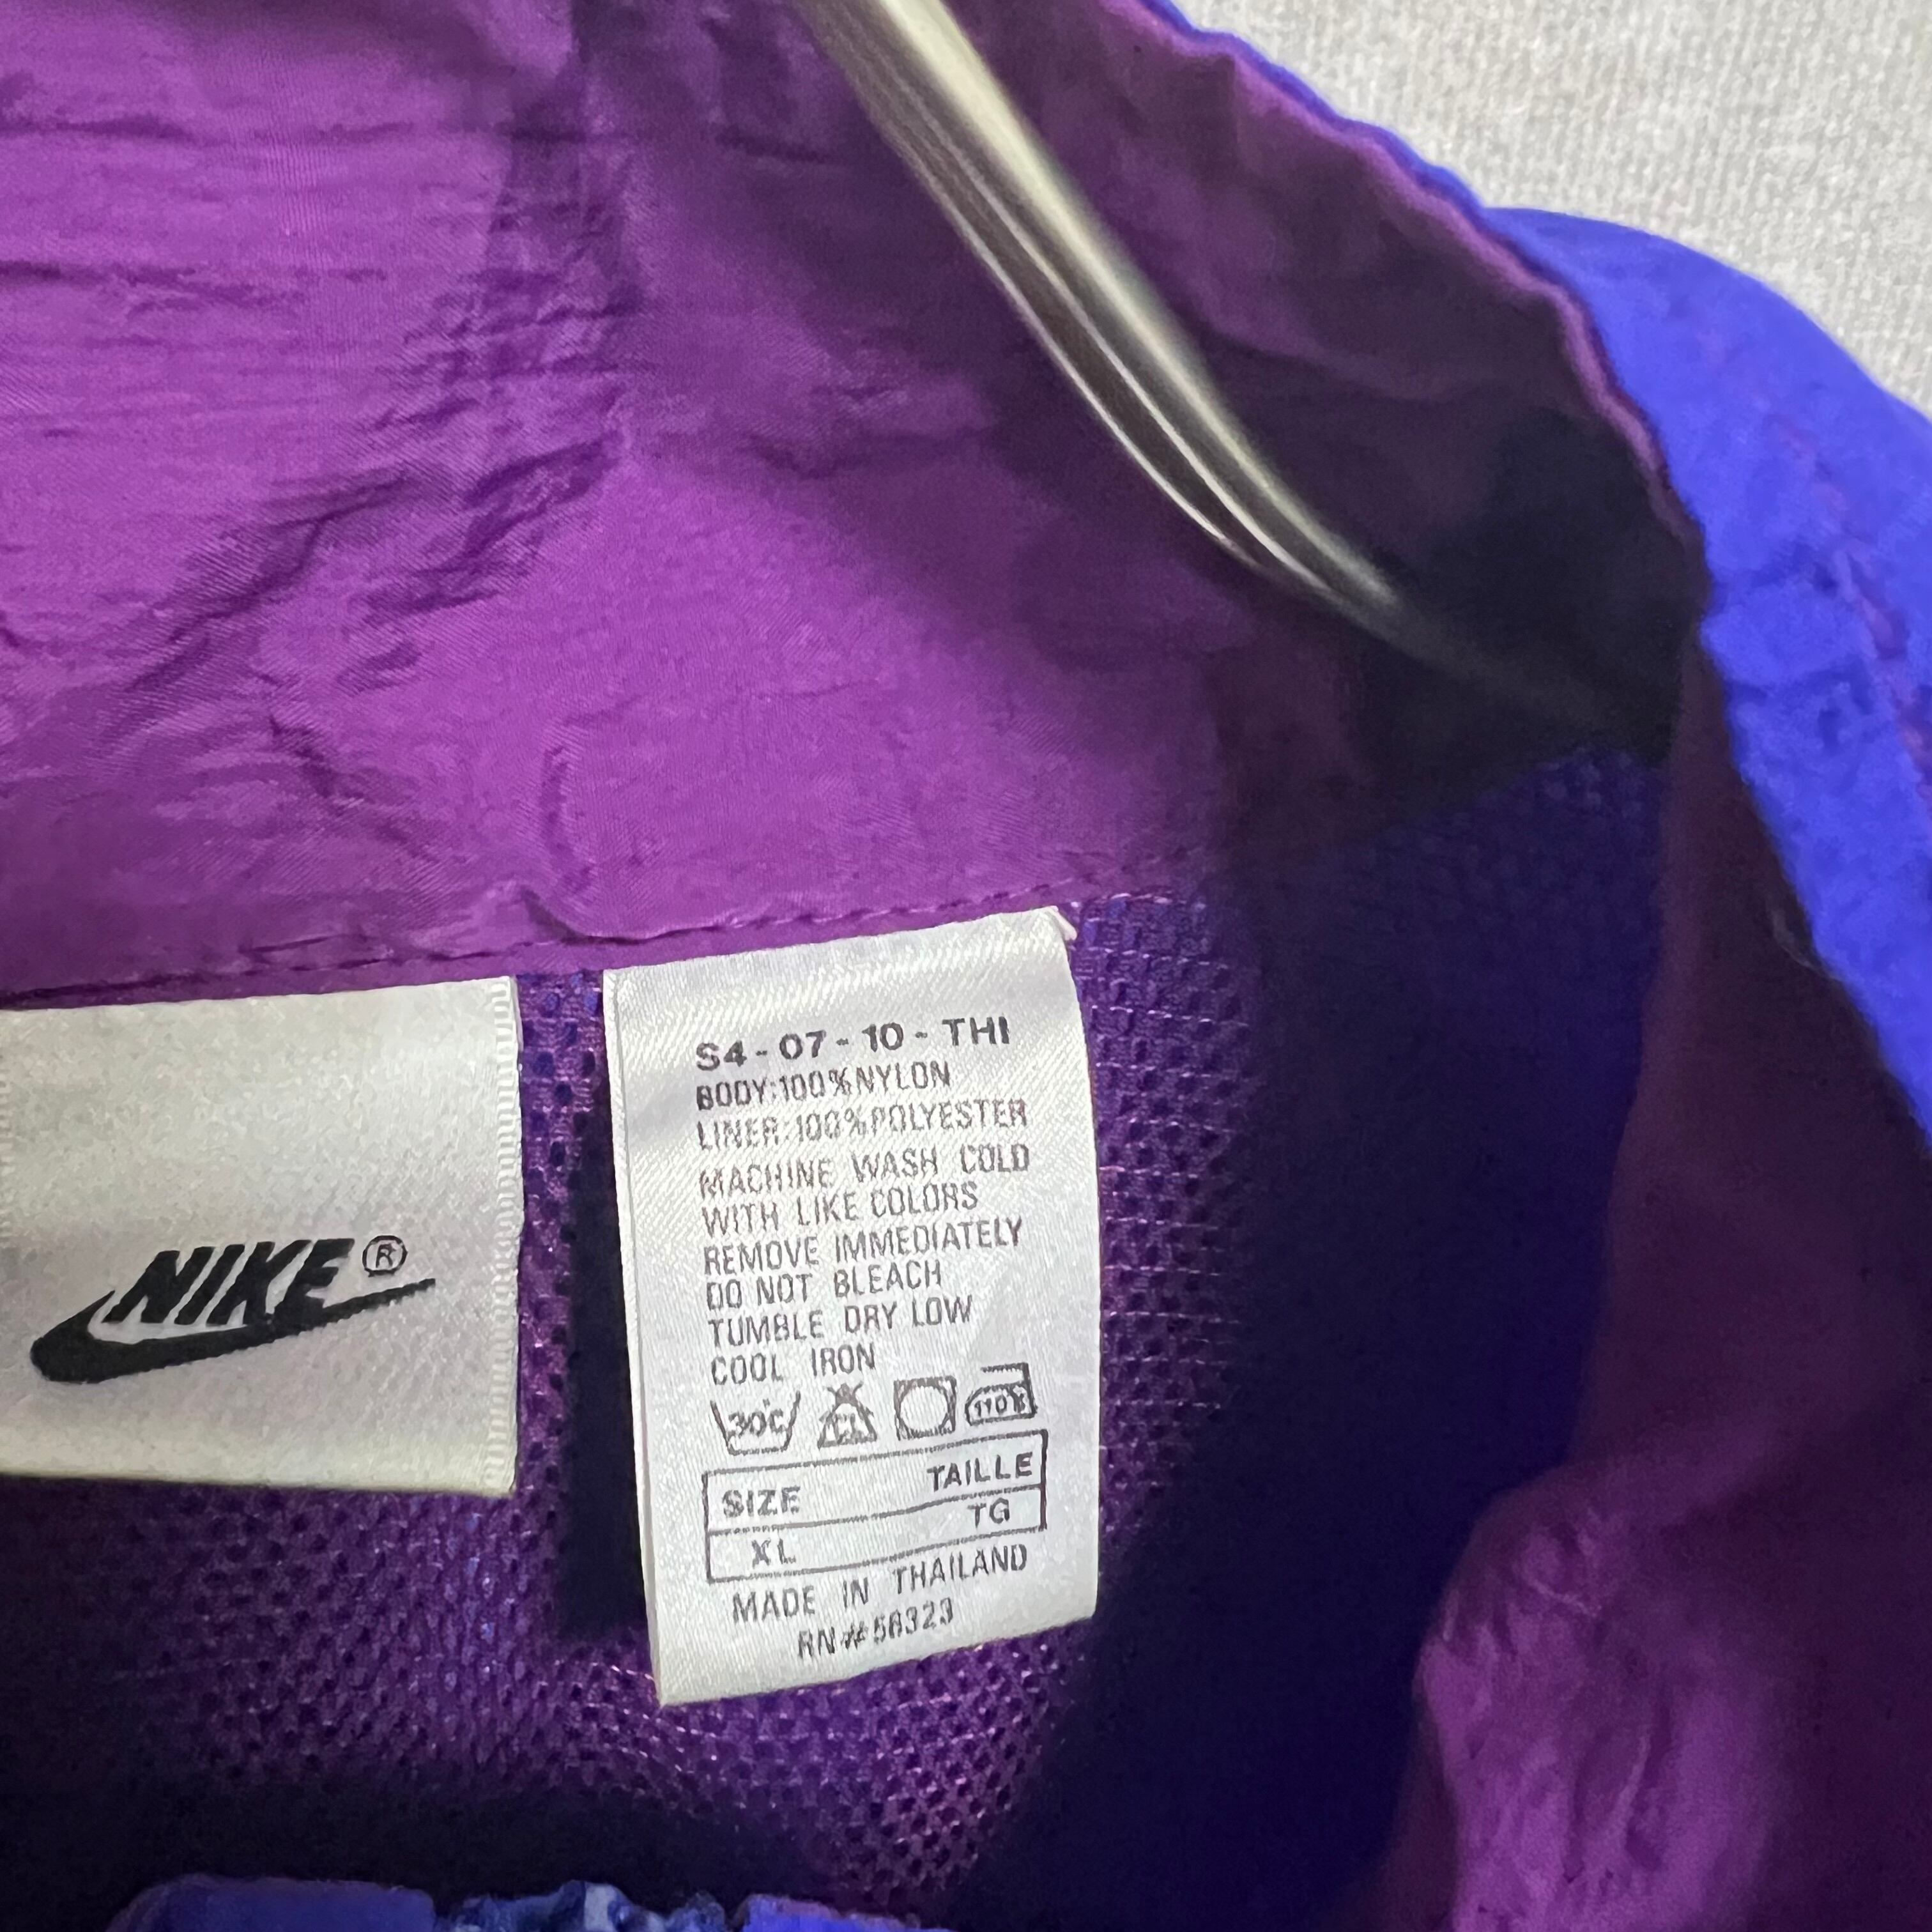 NIKE®
S4-07-10-THI
BODY:100%NYLON
LINER:100%POLYESTER
MACHINE WASH COLD
WITH LIKE COLORS
REMOVE IMMEDIATELY
DO NOT BLEACH
TUMBLE DRY LOW
COOL IRON
30°C CL 110°
SIZE TAILLE
XL TG
MADE IN THAILAND
RN#56323